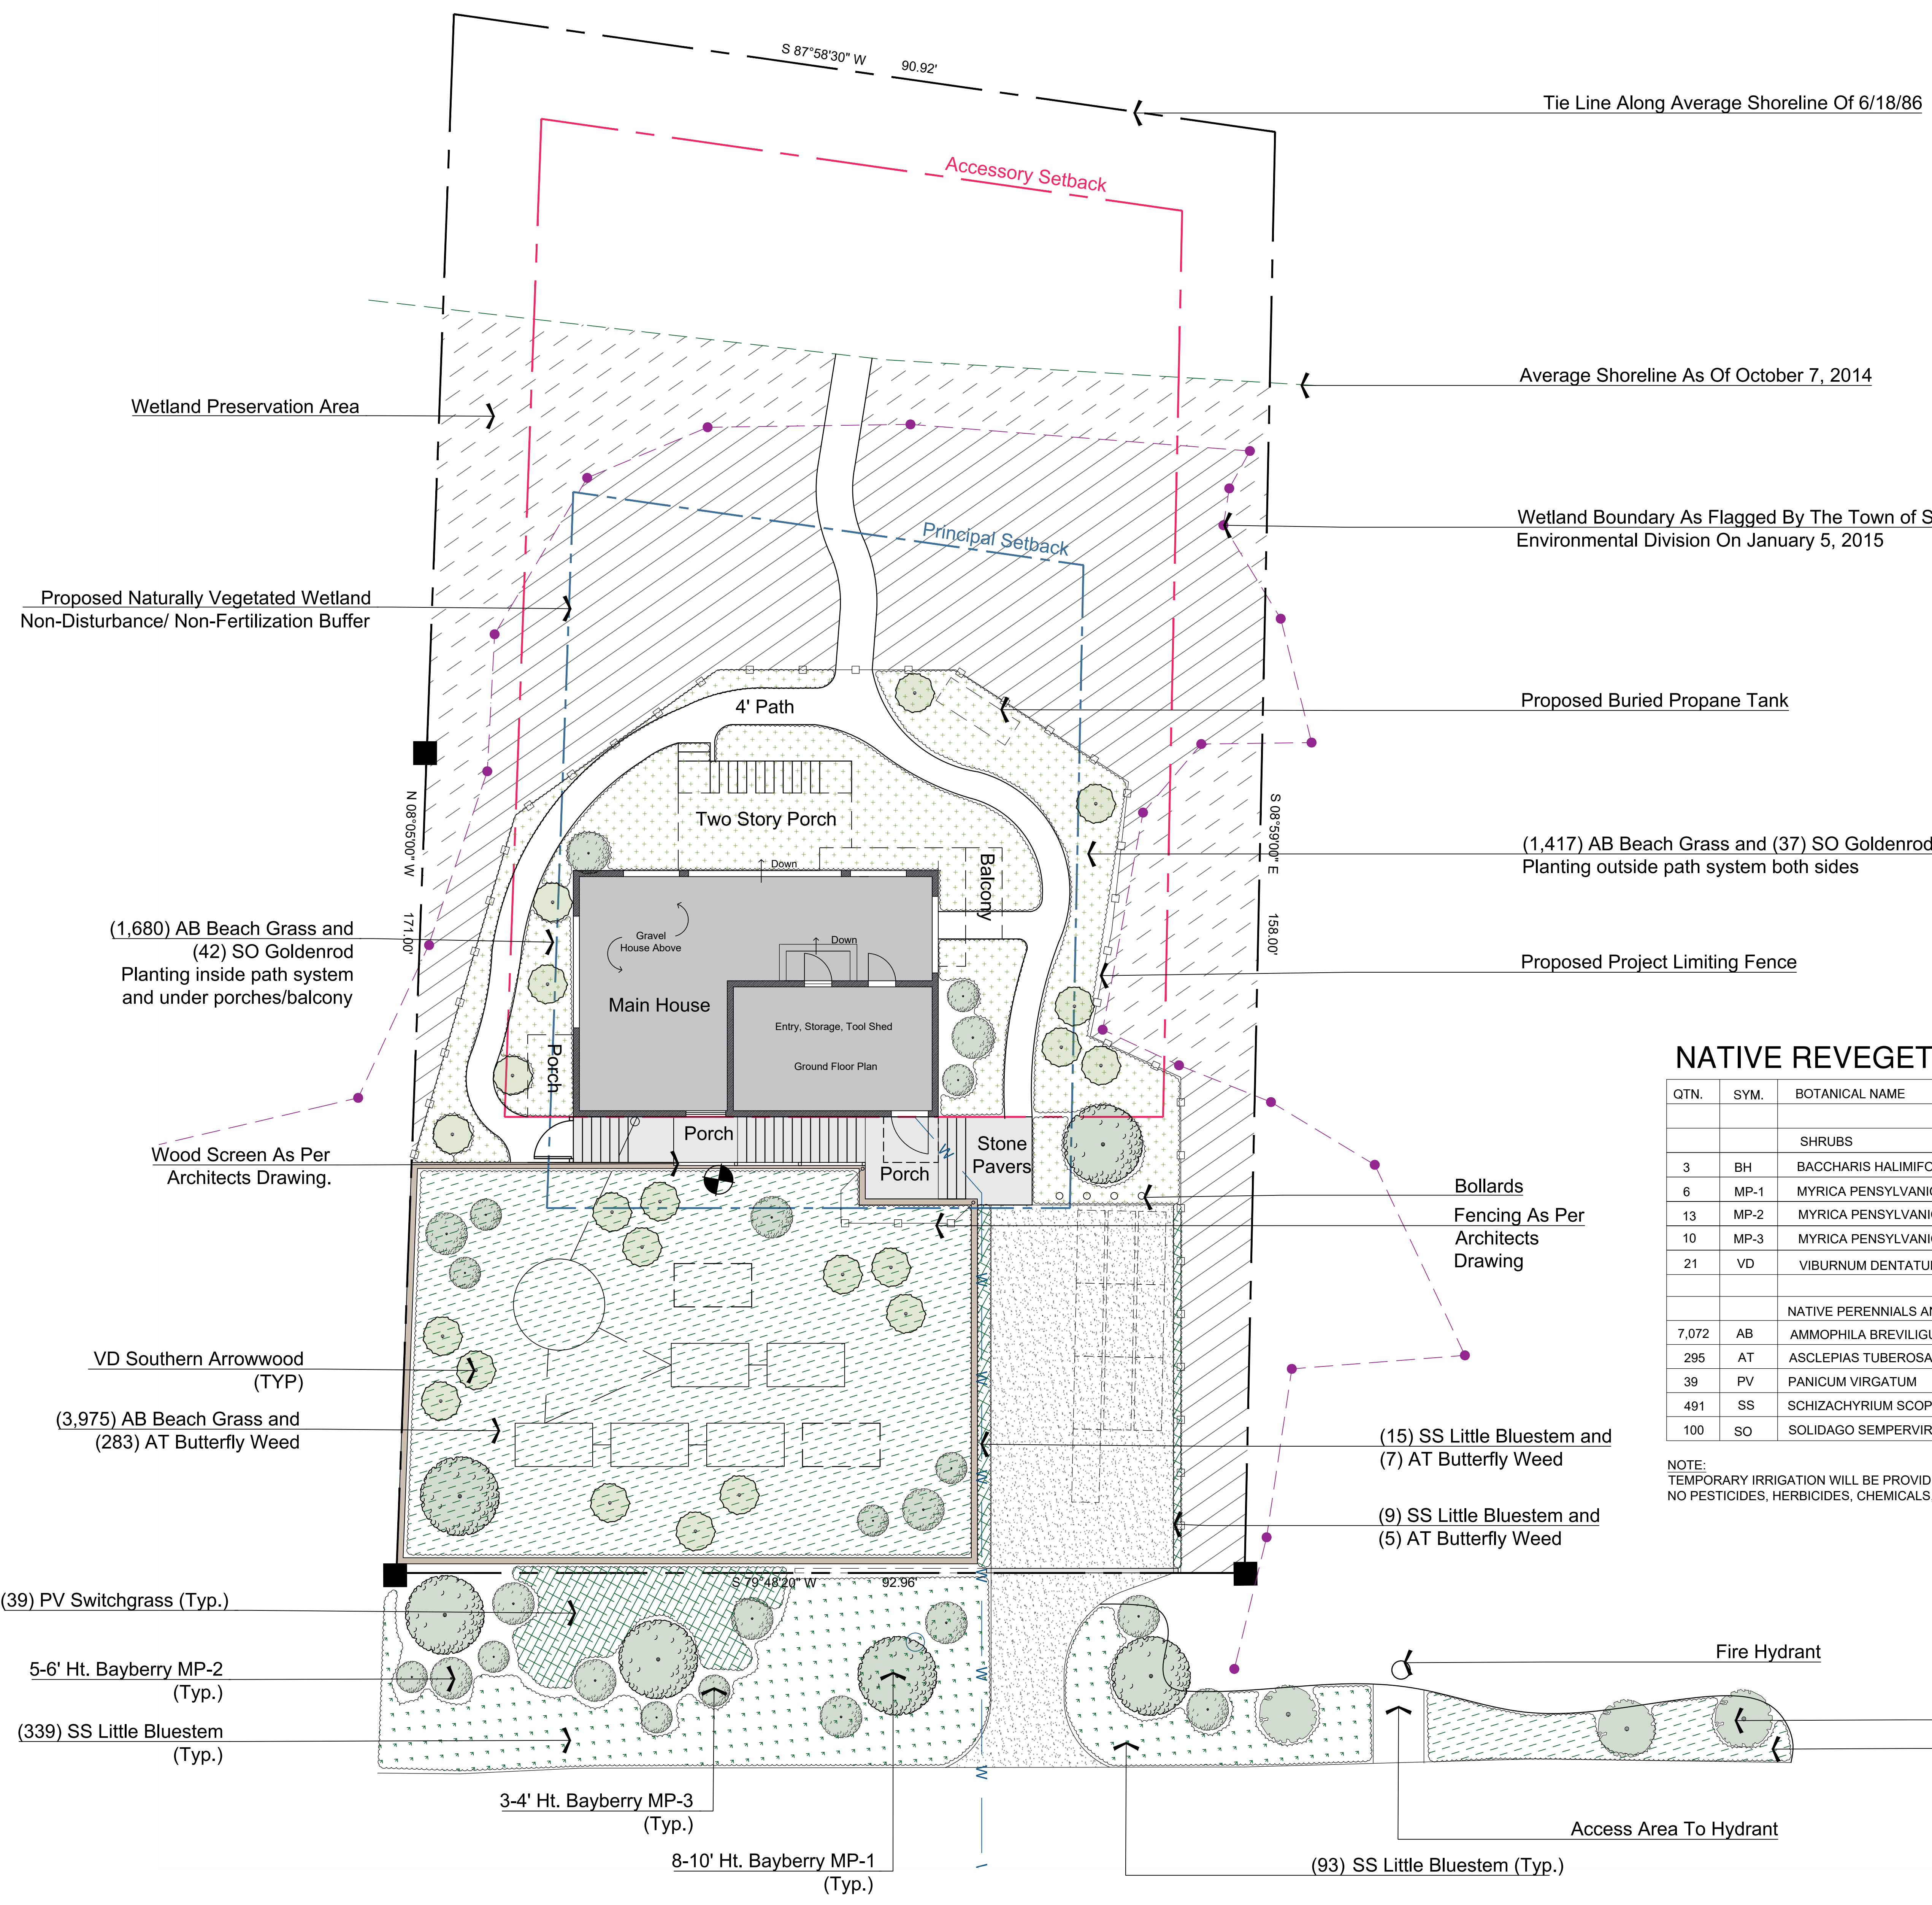 S 87°58'30" W 90.92'
Tie Line Along Average Shoreline Of 6/18/86
Accessory Setback
Average Shoreline As Of October 7, 2014
Wetland Preservation Area
Wetland Boundary As Flagged By The Town of S
Environmental Division On January 5, 2015
Principal Setback
Proposed Naturally Vegetated Wetland
Non-Disturbance/ Non-Fertilization Buffer
Proposed Buried Propane Tank
4' Path
N 08°05'00" W 171.00'
S 08°59'00" E 158.00'
Two Story Porch
Down
Balcony
(1,417) AB Beach Grass and (37) SO Goldenrod
Planting outside path system both sides
(1,680) AB Beach Grass and
(42) SO Goldenrod
Planting inside path system
and under porches/balcony
Gravel
House Above
Down
Main House
Entry, Storage, Tool Shed
Ground Floor Plan
Proposed Project Limiting Fence
Porch
Wood Screen As Per
Architects Drawing.
Porch
Porch
W
Stone
Pavers
NATIVE REVEGET
QTN. SYM. BOTANICAL NAME
SHRUBS
3 BH BACCHARIS HALIMIFO
6 MP-1 MYRICA PENSYLVANI
13 MP-2 MYRICA PENSYLVANI
10 MP-3 MYRICA PENSYLVANI
21 VD VIBURNUM DENTATU
NATIVE PERENNIALS A
7,072 AB AMMOPHILA BREVILIGU
295 AT ASCLEPIAS TUBEROSA
39 PV PANICUM VIRGATUM
491 SS SCHIZACHYRIUM SCOP
100 SO SOLIDAGO SEMPERVIR
NOTE:
TEMPORARY IRRIGATION WILL BE PROVID
NO PESTICIDES, HERBICIDES, CHEMICALS
Bollards
Fencing As Per
Architects
Drawing
W
W
W
W
W
W
VD Southern Arrowwood
(TYP)
(3,975) AB Beach Grass and
(283) AT Butterfly Weed
(15) SS Little Bluestem and
(7) AT Butterfly Weed
(9) SS Little Bluestem and
(5) AT Butterfly Weed
S 79°48'20" W 92.96'
(39) PV Switchgrass (Typ.)
5-6' Ht. Bayberry MP-2
(Typ.)
(339) SS Little Bluestem
(Typ.)
Fire Hydrant
3-4' Ht. Bayberry MP-3
(Typ.)
8-10' Ht. Bayberry MP-1
(Typ.)
Access Area To Hydrant
(93) SS Little Bluestem (Typ.)